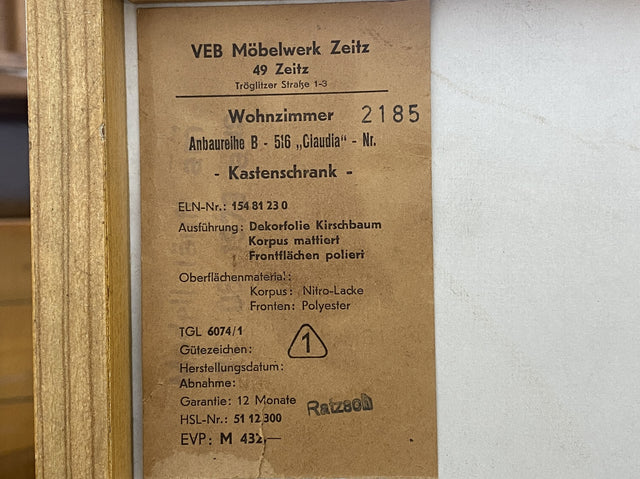 VEB Möbelwerk Zeitz
49 Zeitz
Tröglitzer Straße 1-3
Wohnzimmer 2185
Anbaureihe B - 516 „Claudia" - Nr.
- Kastenschrank -
ELN-Nr.: 154 81 23 0
Ausführung: Dekorfolie Kirschbaum
Korpus mattiert
Frontflächen poliert
Oberflächenmaterial:
Korpus: Nitro-Lacke
Fronten: Polyester
TGL 6074/1
Gütezeichen: 1
Herstellungsdatum:
Abnahme:
Garantie: 12 Monate
Ratzsch
HSL-Nr.: 51 12 300
EVP: M 432,—